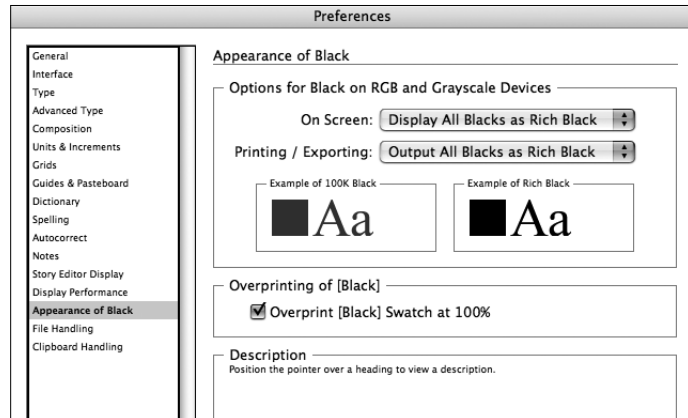 Preferences
General
Interface
Type
Advanced Type
Composition
Units & Increments
Grids
Guides & Pasteboard
Dictionary
Spelling
Autocorrect
Notes
Story Editor Display
Display Performance
Appearance of Black
File Handling
Clipboard Handling
Appearance of Black
Options for Black on RGB and Grayscale Devices
On Screen: Display All Blacks as Rich Black
Printing / Exporting: Output All Blacks as Rich Black
Example of 100K Black
Aa
Example of Rich Black
Aa
Overprinting of [Black]
Overprint [Black] Swatch at 100%
Description
Position the pointer over a heading to view a description.